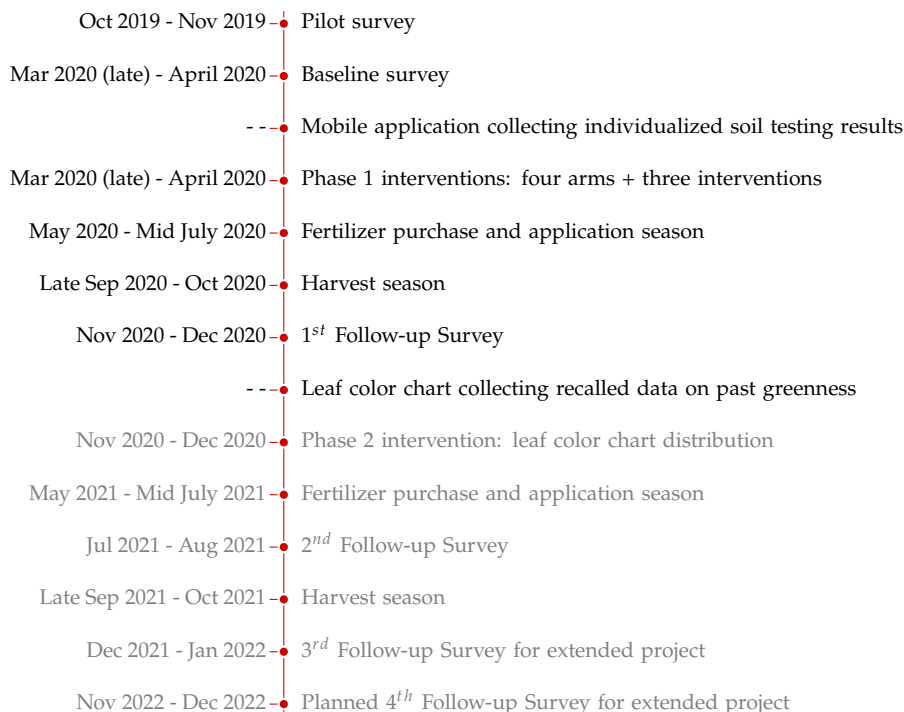 Oct 2019 - Nov 2019 Pilot survey
Mar 2020 (late) - April 2020 Baseline survey
- - Mobile application collecting individualized soil testing results
Mar 2020 (late) - April 2020 Phase 1 interventions: four arms + three interventions
May 2020 - Mid July 2020 Fertilizer purchase and application season
Late Sep 2020 - Oct 2020 Harvest season
Nov 2020 - Dec 2020 1st Follow-up Survey
- - Leaf color chart collecting recalled data on past greenness
Nov 2020 - Dec 2020 Phase 2 intervention: leaf color chart distribution
May 2021 - Mid July 2021 Fertilizer purchase and application season
Jul 2021 - Aug 2021 2nd Follow-up Survey
Late Sep 2021 - Oct 2021 Harvest season
Dec 2021 - Jan 2022 3rd Follow-up Survey for extended project
Nov 2022 - Dec 2022 Planned 4th Follow-up Survey for extended project